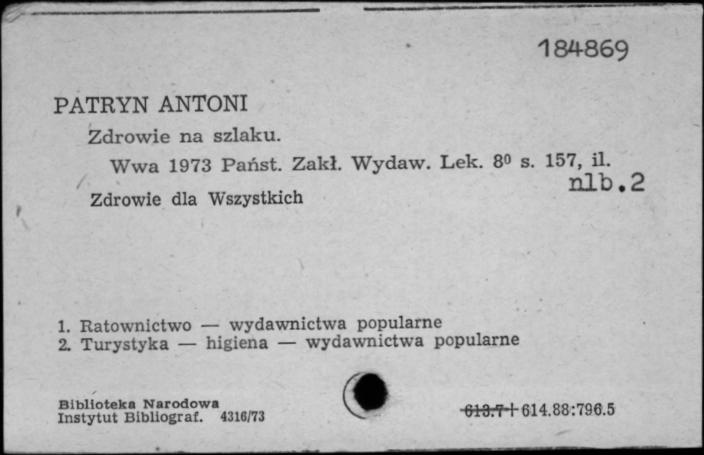 184869
PATRYN ANTONI
Zdrowie na szlaku.
Wwa 1973 Państ. Zakł. Wydaw. Lek. 8⁰ s. 157, il.
nlb.2
Zdrowie dla Wszystkich
1. Ratownictwo — wydawnictwa popularne
2. Turystyka — higiena — wydawnictwa popularne
Biblioteka Narodowa
Instytut Bibliograf. 4316/73
613.7+614.88:796.5